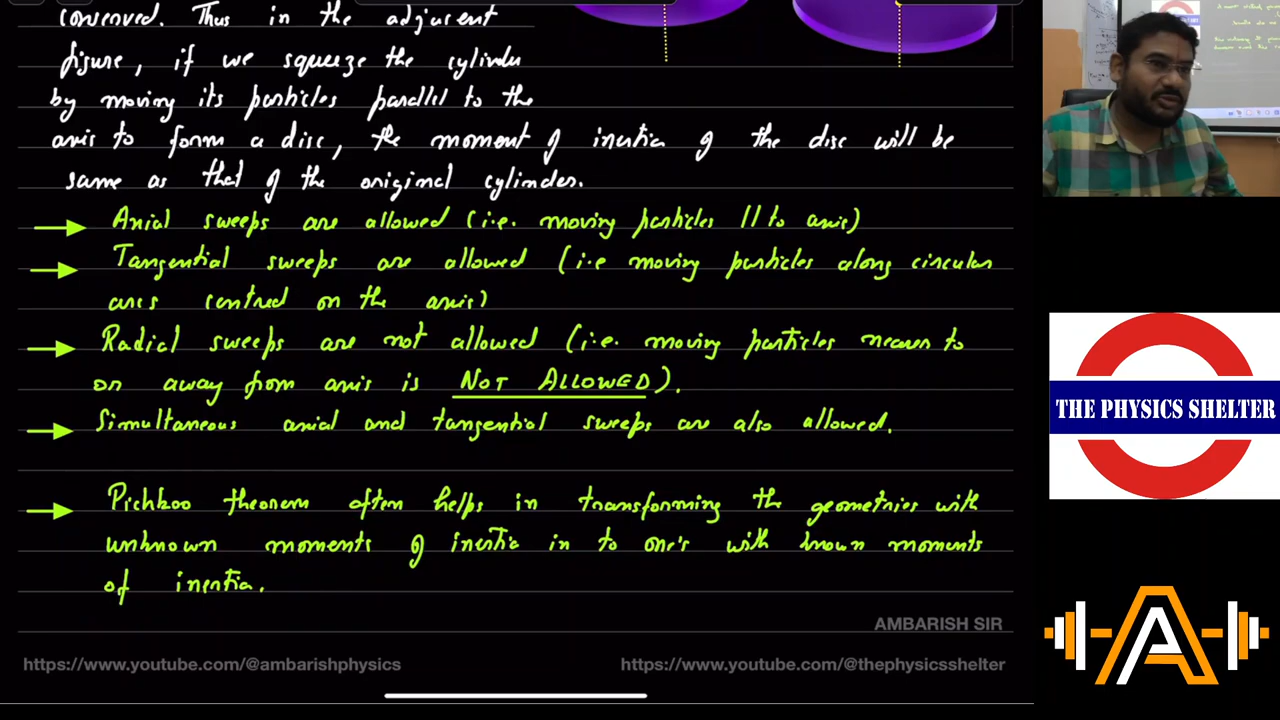 conserved. Thus in the adjacent
figure, if we squeeze the cylinder
by moving its particles parallel to the
axis to form a disc, the moment of inertia of the disc will be
same as that of the original cylinder.
Axial sweeps are allowed (i.e. moving particles || to axis)
Tangential sweeps are allowed (i.e moving particles along circular
arcs centred on the axis)
Radial sweeps are not allowed (i.e. moving particles nearer to
or away from axis is NOT ALLOWED).
Simultaneous axial and tangential sweeps are also allowed.
Pichkoo theorem often helps in transforming the geometries with
unknown moments of inertia in to one's with known moments
of inertia.
AMBARISH SIR
https://www.youtube.com/@ambarishphysics
https://www.youtube.com/@thephysicsshelter
THE PHYSICS SHELTER